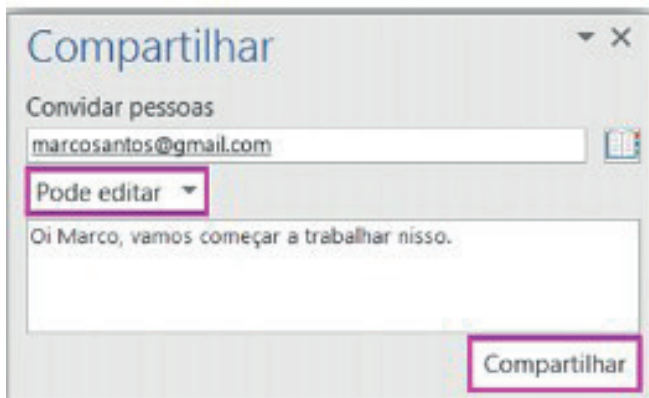 Compartilhar
Convidar pessoas
marcosantos@gmail.com
Pode editar
Oi Marco, vamos começar a trabalhar nisso.
Compartilhar